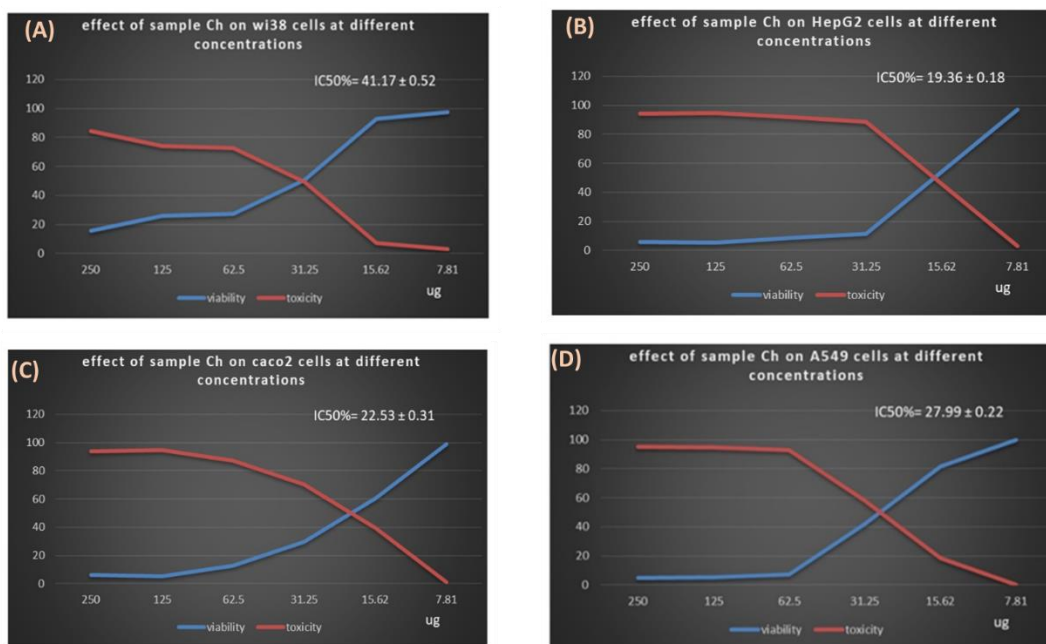 (A)
effect of sample Ch on wi38 cells at different
concentrations
IC50%= 41.17 ± 0.52
120
100
80
60
40
20
0
250 125 62.5 31.25 15.62 7.81
viability toxicity ug
(B)
effect of sample Ch on HepG2 cells at different
concentrations
IC50%= 19.36 ± 0.18
120
100
80
60
40
20
0
250 125 62.5 31.25 15.62 7.81
viability toxicity ug
(C)
effect of sample Ch on caco2 cells at different
concentrations
IC50%= 22.53 ± 0.31
120
100
80
60
40
20
0
250 125 62.5 31.25 15.62 7.81
viability toxicity ug
(D)
effect of sample Ch on A549 cells at different
concentrations
IC50%= 27.99 ± 0.22
120
100
80
60
40
20
0
250 125 62.5 31.25 15.62 7.81
viability toxicity ug